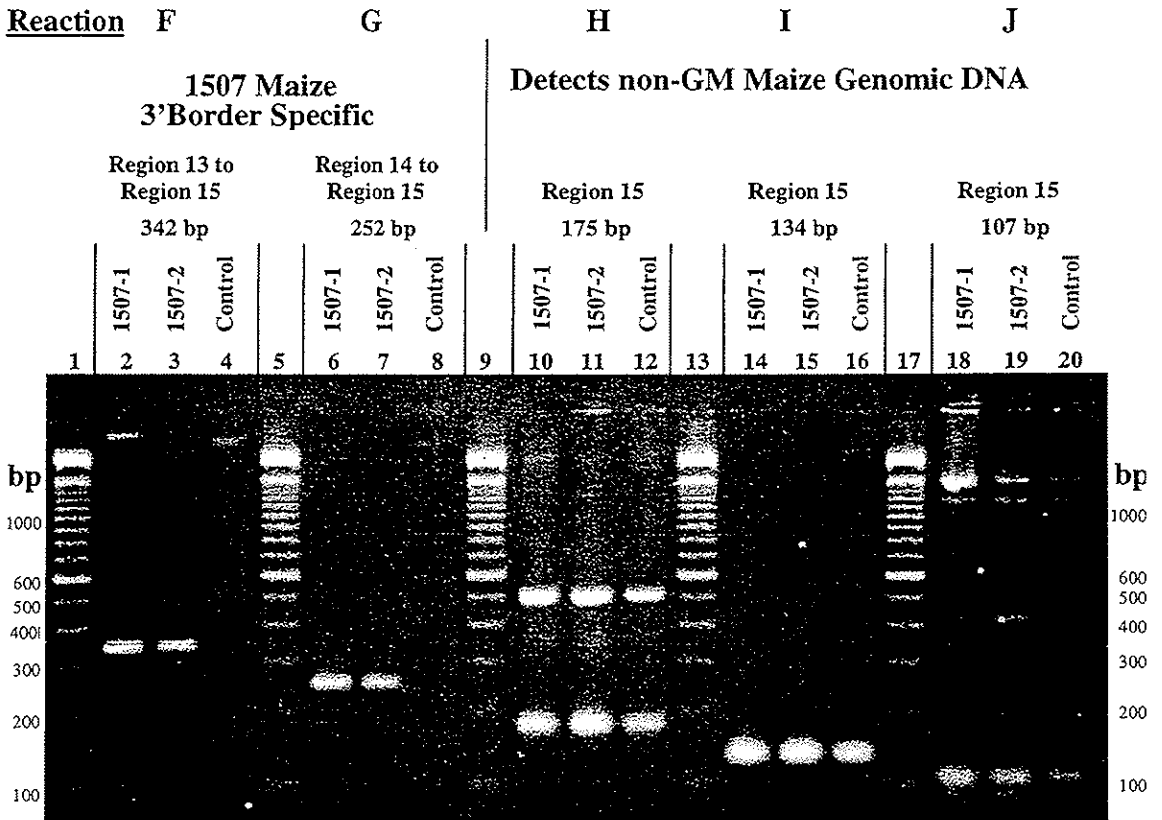 Reaction F G H I J
1507 Maize
3'Border Specific
Detects non-GM Maize Genomic DNA
Region 13 to
Region 15
342 bp
Region 14 to
Region 15
252 bp
Region 15
175 bp
Region 15
134 bp
Region 15
107 bp
1507-1 1507-2 Control 1507-1 1507-2 Control 1507-1 1507-2 Control 1507-1 1507-2 Control 1507-1 1507-2 Control
1 2 3 4 5 6 7 8 9 10 11 12 13 14 15 16 17 18 19 20
bp
1000
600
500
400
300
200
100
bp
1000
600
500
400
300
200
100